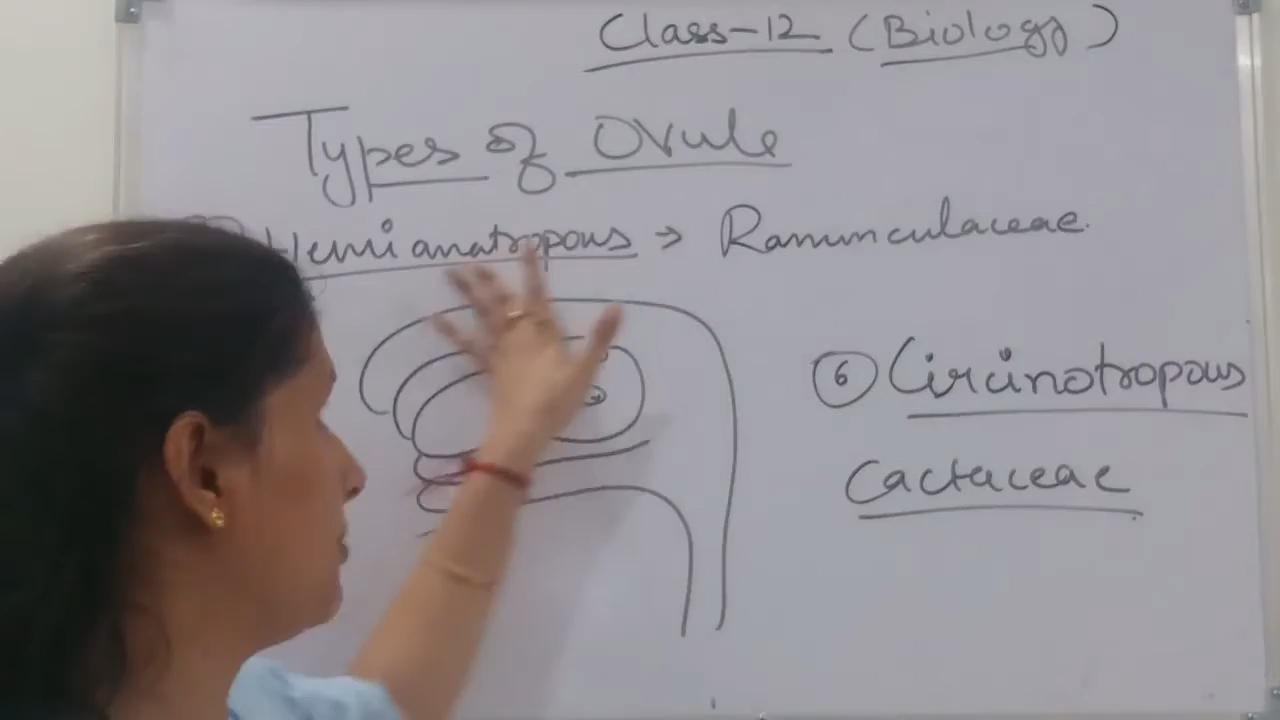 Class-12 (Biology)
Types of Ovule
Hemianatropous → Ranunculaceae.
⑥ Circinotropous
Cactaceae